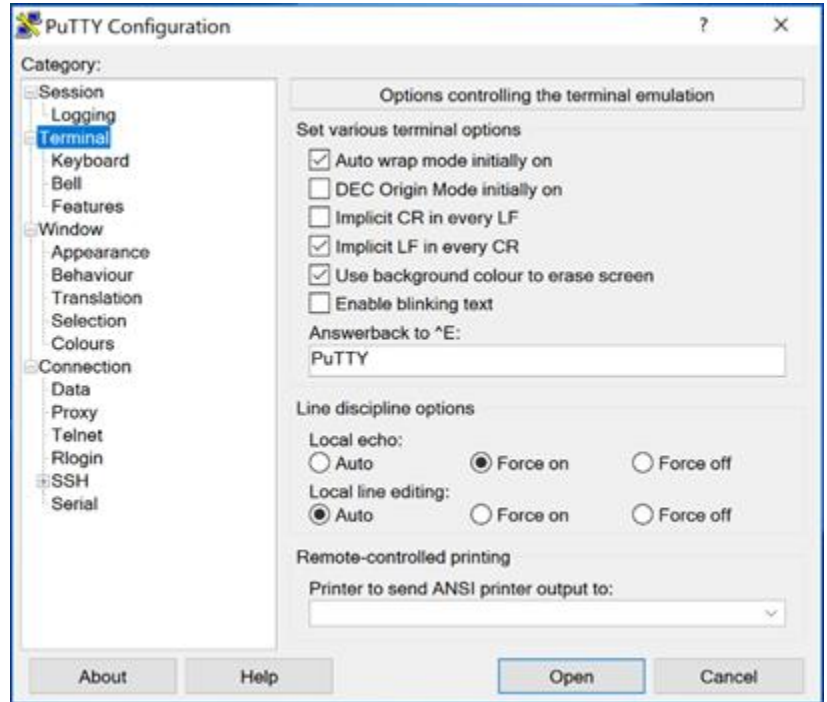 PuTTY Configuration
?
Category:
Session
Logging
Terminal
Keyboard
Bell
Features
Window
Appearance
Behaviour
Translation
Selection
Colours
Connection
Data
Proxy
Telnet
Rlogin
SSH
Serial
Options controlling the terminal emulation
Set various terminal options
Auto wrap mode initially on
DEC Origin Mode initially on
Implicit CR in every LF
Implicit LF in every CR
Use background colour to erase screen
Enable blinking text
Answerback to ^E:
PuTTY
Line discipline options
Local echo:
Auto Force on Force off
Local line editing:
Auto Force on Force off
Remote-controlled printing
Printer to send ANSI printer output to:
About Help Open Cancel